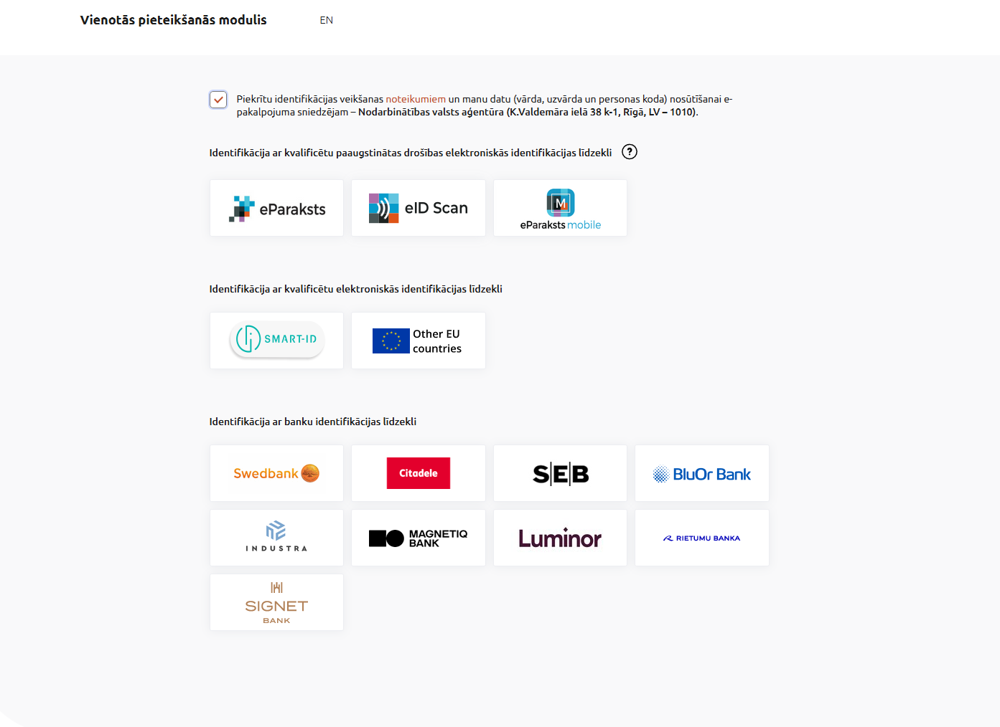 Vienotās pieteikšanās modulis EN
Piekrītu identifikācijas veikšanas noteikumiem un manu datu (vārda, uzvārda un personas koda) nosūtīšanai e-
pakalpojuma sniedzējam – Nodarbinātības valsts aģentūra (K.Valdemāra ielā 38 k-1, Rīgā, LV – 1010).
Identifikācija ar kvalificētu paaugstinātas drošības elektroniskās identifikācijas līdzekli ?
eParaksts
eID Scan
M
eParaksts mobile
Identifikācija ar kvalificētu elektroniskās identifikācijas līdzekli
SMART-ID
Other EU
countries
Identifikācija ar banku identifikācijas līdzekli
Swedbank
Citadele
SEB
BluOr Bank
INDUSTRA
MAGNETIQ
BANK
Luminor
RIETUMU BANKA
SIGNET
BANK